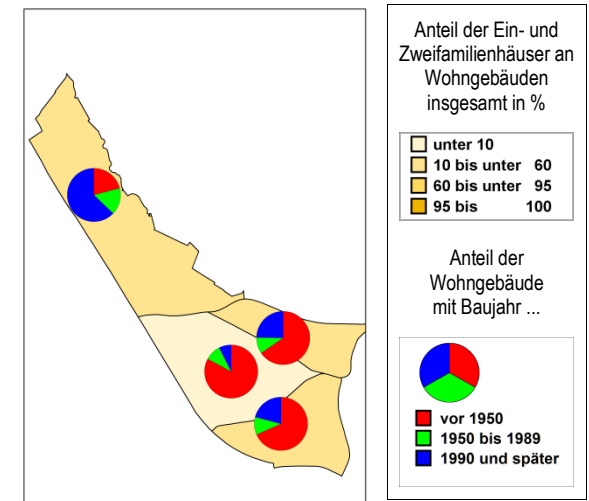 Anteil der Ein- und
Zweifamilienhäuser an
Wohngebäuden
insgesamt in %
unter 10
10 bis unter 60
60 bis unter 95
95 bis 100
Anteil der
Wohngebäude
mit Baujahr ...
vor 1950
1950 bis 1989
1990 und später